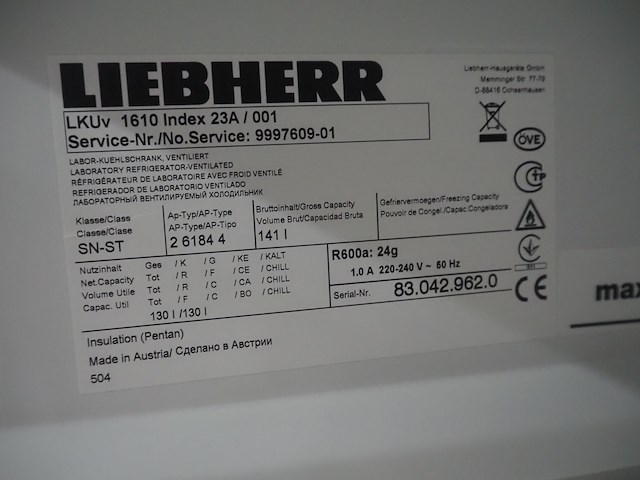 LIEBHERR
Liebherr-Hausgeräte GmbH
Memminger Str 77-79
D-88416 Ochsenhausen
LKUv 1610 Index 23A / 001
Service-Nr./No.Service: 9997609-01
LABOR-KUEHLSCHRANK, VENTILIERT
LABORATORY REFRIGERATOR-VENTILATED
RÉFRIGÉRATEUR DE LABORATOIRE AVEC FROID VENTILÉ
REFRIGERADOR DE LABORATORIO VENTILADO
ЛАБОРАТОРНЫЙ ВЕНТИЛИРУЕМЫЙ ХОЛОДИЛЬНИК
ÖVE
Klasse/Class
Classe/Clase
SN-ST
Ap-Typ/AP-Type
AP-Type/AP-Tipo
2 6184 4
Bruttoinhalt/Gross Capacity
Volume Brut/Capacidad Bruta
141 l
Gefriervermoegen/Freezing Capacity
Pouvoir de Congel./Capac.Congeladora
Nutzinhalt Ges / K / G / KE / KALT
Net.Capacity Tot / R / F / CE / CHILL
Volume Utile Tot / R / C / CA / CHILL
Capac. Util Tot / F / C / BO / CHILL
130 l /130 l
R600a: 24g
1.0 A 220-240 V ~ 50 Hz
Serial-Nr. 83.042.962.0
CE
max
Insulation (Pentan)
Made in Austria/ Сделано в Австрии
504